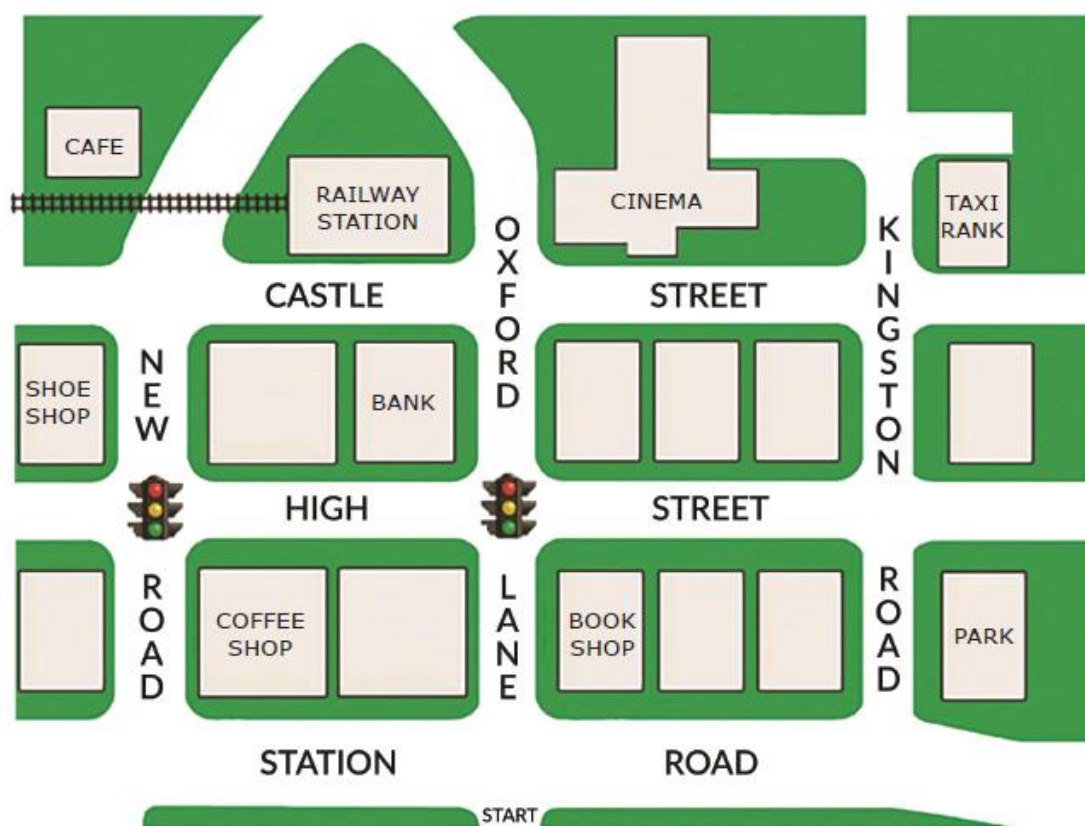 CAFE
RAILWAY
STATION
CINEMA
TAXI
RANK
CASTLE STREET
OXFORD LANE
KINGSTON ROAD
NEW ROAD
SHOE
SHOP
BANK
HIGH STREET
COFFEE
SHOP
BOOK
SHOP
PARK
STATION ROAD
START